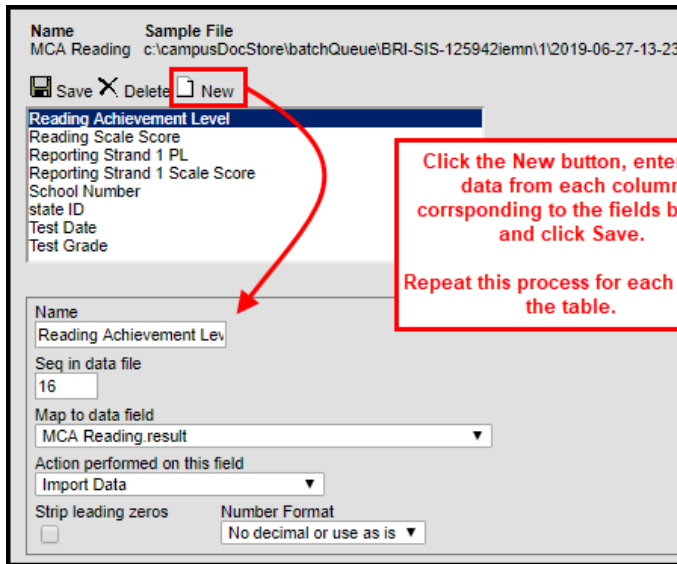 Name Sample File
MCA Reading c:\campusDocStore\batchQueue\BRI-SIS-125942iemn\1\2019-06-27-13-23
Save Delete New
Reading Achievement Level
Reading Scale Score
Reporting Strand 1 PL
Reporting Strand 1 Scale Score
School Number
state ID
Test Date
Test Grade
Click the New button, enter
data from each column
corrsponding to the fields b
and click Save.
Repeat this process for each
the table.
Name
Reading Achievement Lev
Seq in data file
16
Map to data field
MCA Reading.result
Action performed on this field
Import Data
Strip leading zeros Number Format
No decimal or use as is